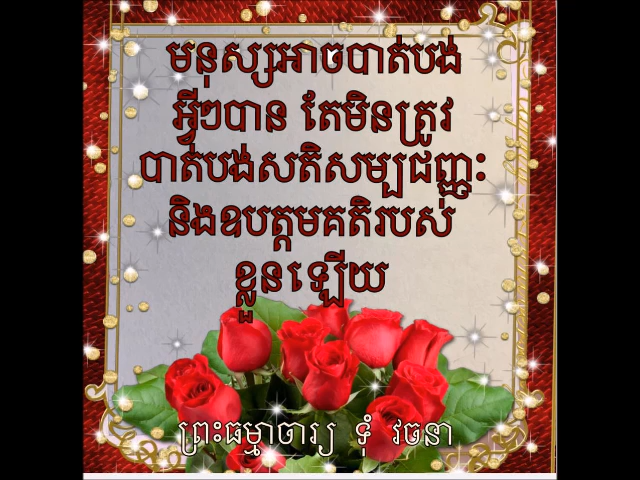 មនុស្សអាចបាត់បង់
អ្វីៗបាន តែមិនត្រូវ
បាត់បង់សតិសម្បជញ្ញះ
និងឧបត្តមគតិរបស់
ខ្លួនឡើយ
ព្រះធម្មាចារ្យ ទុំ វចនា